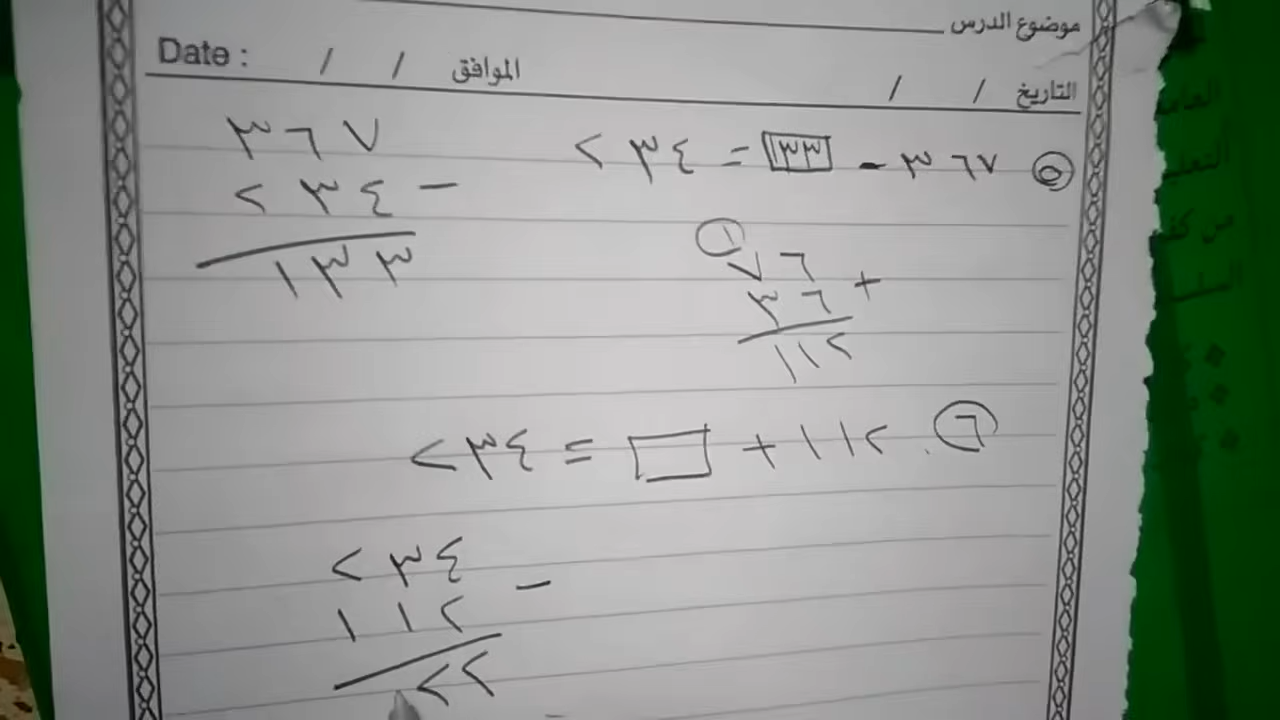 موضوع الدرس
التاريخ / / الموافق / / Date :
٥ ٣٦٧ - ١٣٣ = ٢٣٤
٣٦٧
- ٢٣٤
١٣٣
١
٧٦
+ ٣٦
١١٢
٦ ١١٢ + = ٢٣٤
٢٣٤ -
١١٢
٢٢